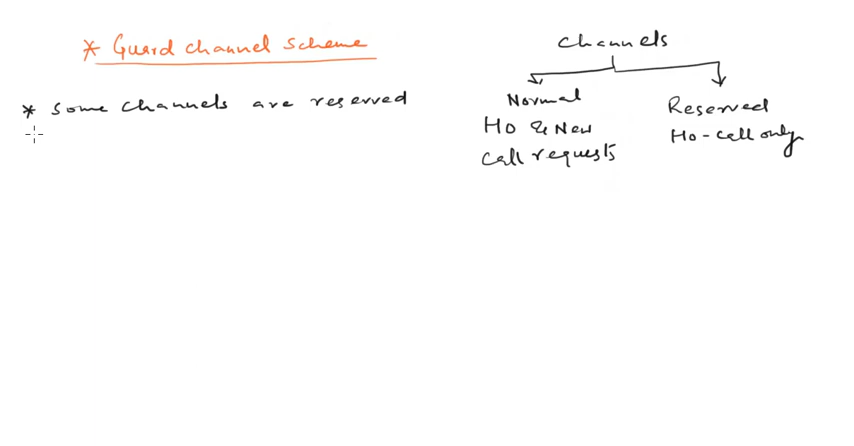 * Guard channel scheme
* some channels are reserved
channels
Normal
Ho & New
call requests
Reserved
Ho-call only